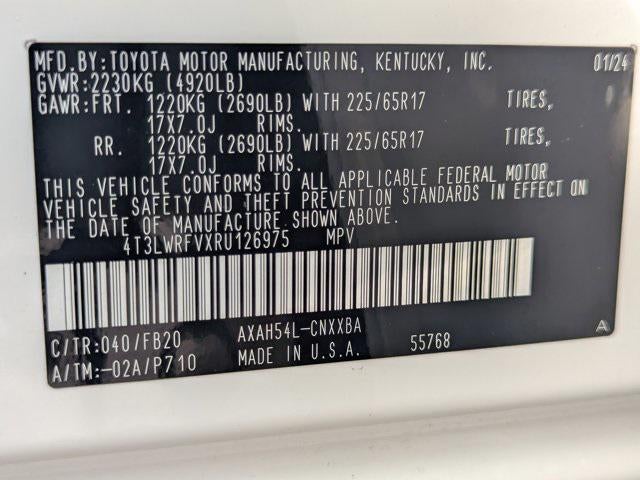 MFD.BY:TOYOTA MOTOR MANUFACTURING, KENTUCKY, INC. 01/24
GVWR:2230KG (4920LB)
GAWR:FRT. 1220KG (2690LB) WITH 225/65R17 TIRES,
17X7.0J RIMS.
RR. 1220KG (2690LB) WITH 225/65R17 TIRES,
17X7.0J RIMS.
THIS VEHICLE CONFORMS TO ALL APPLICABLE FEDERAL MOTOR
VEHICLE SAFETY AND THEFT PREVENTION STANDARDS IN EFFECT ON
THE DATE OF MANUFACTURE SHOWN ABOVE.
4T3LWRFVXRU126975 MPV
C/TR:040/FB20 AXAH54L-CNXXBA
A/TM:-02A/P710 MADE IN U.S.A. 55768 A